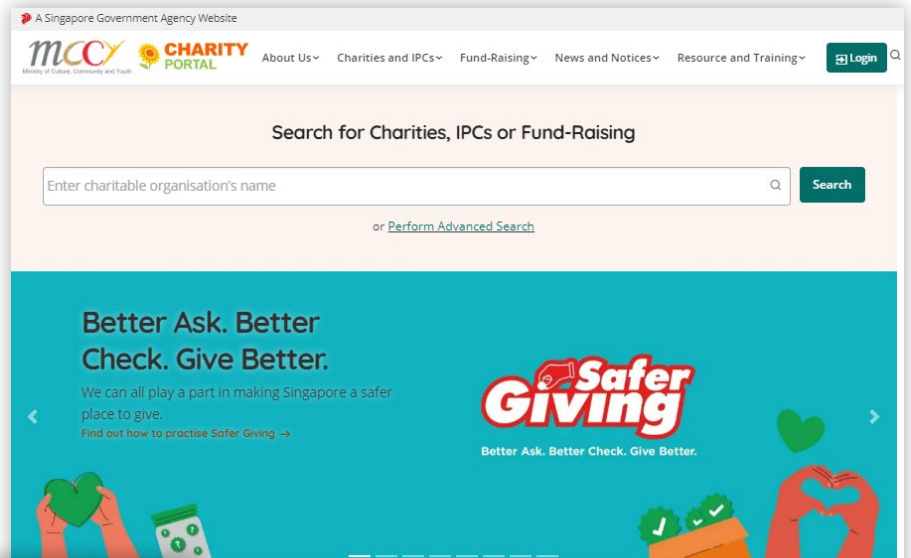 A Singapore Government Agency Website
mccy
Ministry of Culture, Community and Youth
CHARITY
PORTAL
About Us
Charities and IPCs
Fund-Raising
News and Notices
Resource and Training
Login
Search for Charities, IPCs or Fund-Raising
Enter charitable organisation's name
Search
or Perform Advanced Search
Better Ask. Better
Check. Give Better.
We can all play a part in making Singapore a safer
place to give.
Find out how to practise Safer Giving →
Safer
GIVING
Better Ask. Better Check. Give Better.